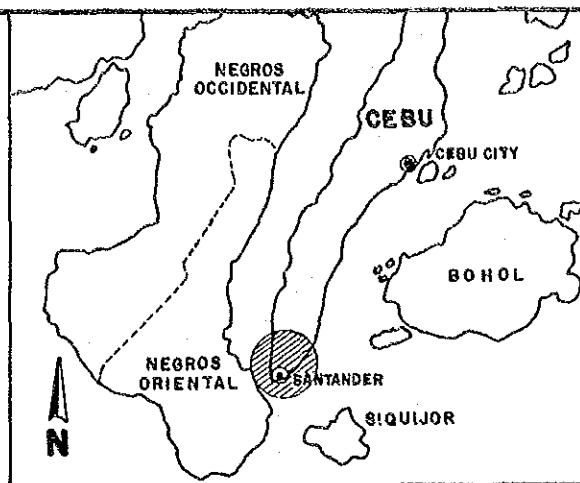 NEGROS
OCCIDENTAL
CEBU
CEBU CITY
BOHOL
NEGROS
ORIENTAL
SANTANDER
SIQUIJOR
N